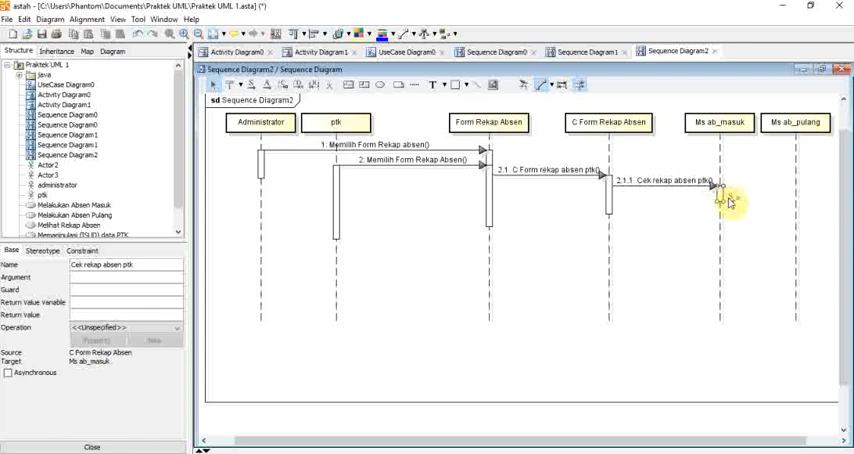 astah - [C:\Users\Phantom\Documents\Praktek UML\Praktek UML 1.asta] (*)
File Edit Diagram Alignment View Tool Window Help
Structure Inheritance Map Diagram
Activity Diagram0 × Activity Diagram1 × UseCase Diagram0 × Sequence Diagram0 × Sequence Diagram1 × Sequence Diagram2 ×
Sequence Diagram2 / Sequence Diagram
Praktek UML 1
java
UseCase Diagram0
Activity Diagram0
Activity Diagram1
Sequence Diagram0
Sequence Diagram0
Sequence Diagram1
Sequence Diagram1
Sequence Diagram2
Actor2
Actor3
administrator
ptk
Melakukan Absen Masuk
Melakukan Absen Pulang
Melihat Rekap Absen
Memanipulasi (ISUD) data PTK
Base Stereotype Constraint
Name Cek rekap absen ptk
Argument
Guard
Return value variable
Return value
Operation <<Unspecified>>
Property New
Source C Form Rekap Absen
Target Ms ab_masuk
Asynchronous
Close
sd Sequence Diagram2
Administrator ptk Form Rekap Absen C Form Rekap Absen Ms ab_masuk Ms ab_pulang
1: Memilih Form Rekap absen()
2: Memilih Form Rekap Absen()
2.1: C Form rekap absen ptk()
2.1.1: Cek rekap absen ptk()